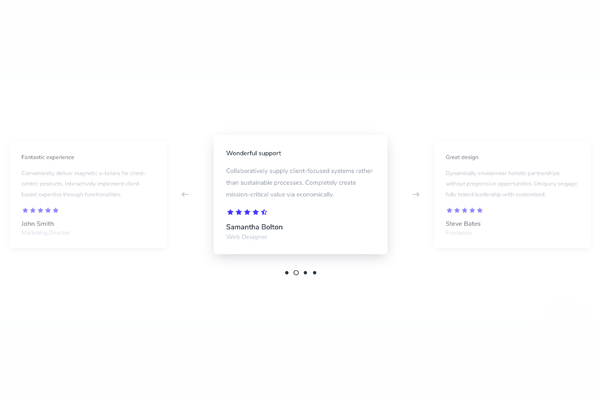 Fantastic experience
Conveniently deliver magnetic e-tailers for client-
centric products. Interactively implement client-
based expertise through functionalities.
John Smith
Marketing Director
Wonderful support
Collaboratively supply client-focused systems rather
than sustainable processes. Completely create
mission-critical value via economically.
Samantha Bolton
Web Designer
Great design
Dynamically envisioneer holistic partnerships
without progressive opportunities. Uniquely engage
fully tested leadership with customized.
Steve Bates
Freelancer